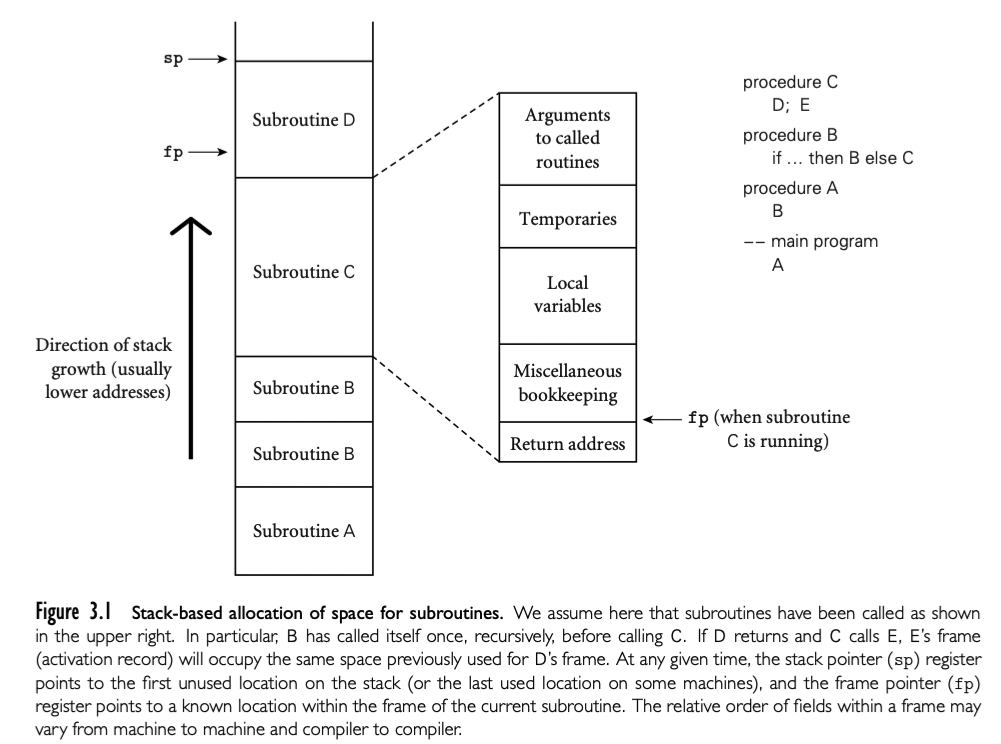 sp
Subroutine D
fp
Subroutine C
Direction of stack
growth (usually
lower addresses)
Subroutine B
Subroutine B
Subroutine A
Arguments
to called
routines
Temporaries
Local
variables
Miscellaneous
bookkeeping
Return address
fp (when subroutine
C is running)
procedure C
D; E
procedure B
if ... then B else C
procedure A
B
−− main program
A
Figure 3.1 Stack-based allocation of space for subroutines. We assume here that subroutines have been called as shown
in the upper right. In particular, B has called itself once, recursively, before calling C. If D returns and C calls E, E's frame
(activation record) will occupy the same space previously used for D's frame. At any given time, the stack pointer (sp) register
points to the first unused location on the stack (or the last used location on some machines), and the frame pointer (fp)
register points to a known location within the frame of the current subroutine. The relative order of fields within a frame may
vary from machine to machine and compiler to compiler.